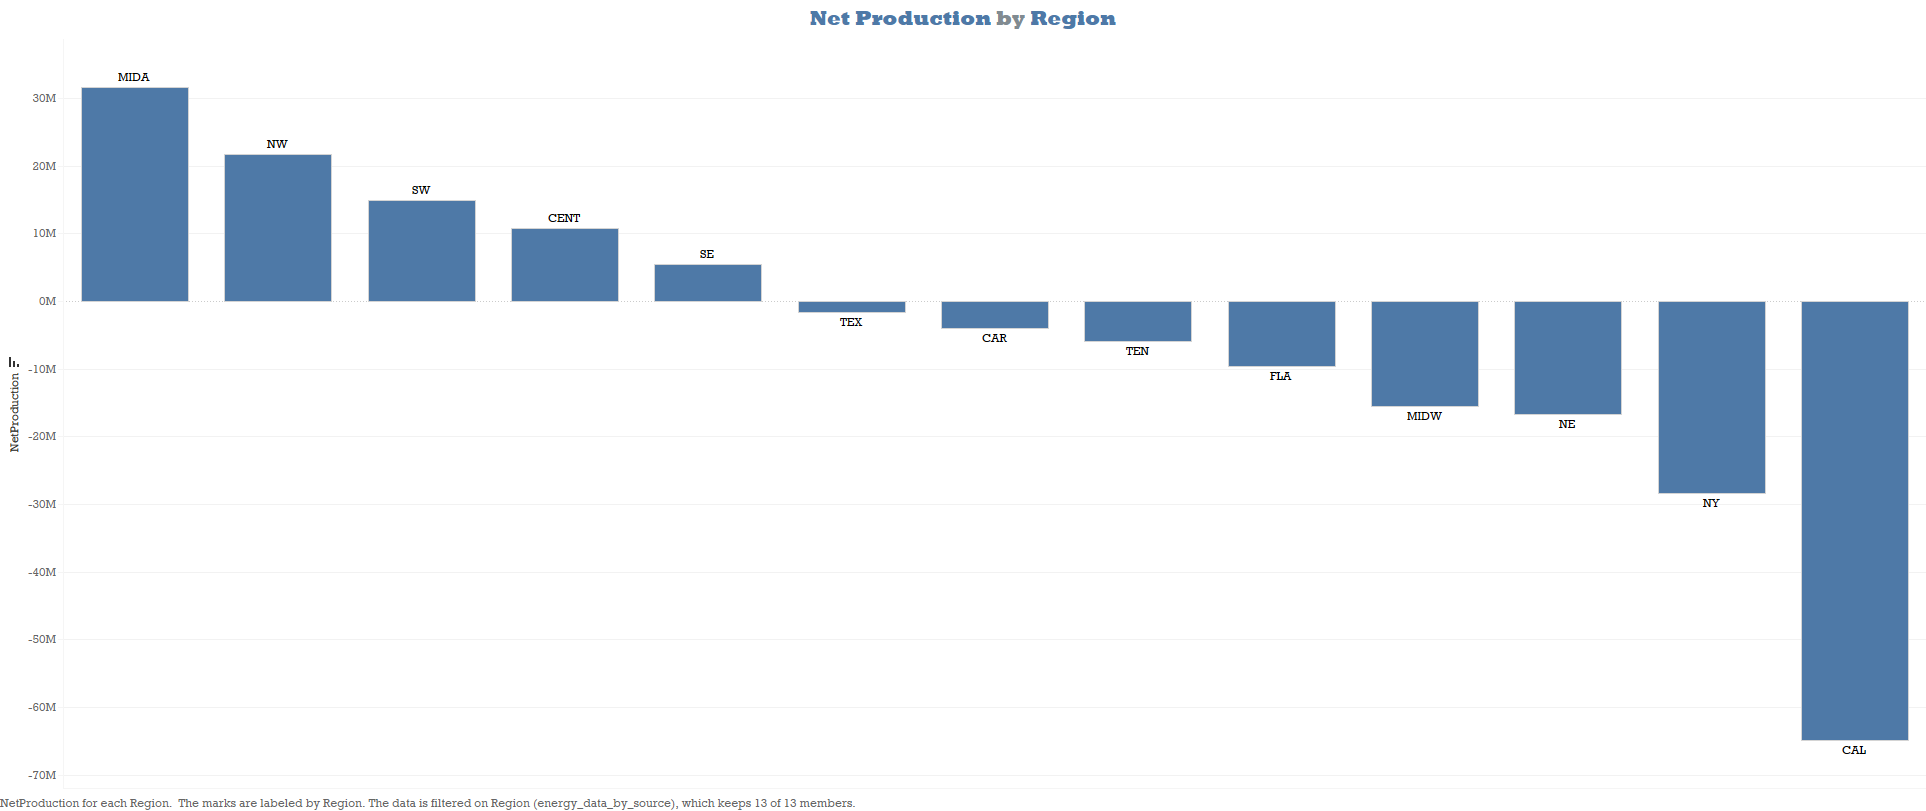 Net Production by Region
MIDA
30M
NW
20M
SW
CENT
10M
SE
0M
TEX
CAR
TEN
-10M
FLA
MIDW
NE
NetProduction
-20M
-30M
NY
-40M
-50M
-60M
CAL
-70M
NetProduction for each Region.  The marks are labeled by Region. The data is filtered on Region (energy_data_by_source), which keeps 13 of 13 members.